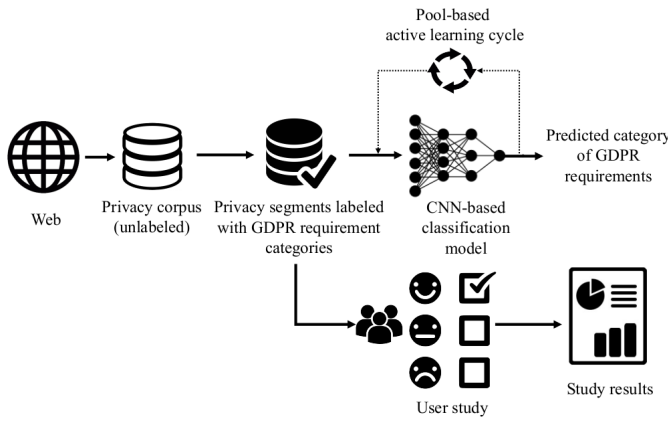 Pool-based
active learning cycle
Web
Privacy corpus
(unlabeled)
Privacy segments labeled
with GDPR requirement
categories
CNN-based
classification
model
Predicted category
of GDPR
requirements
User study
Study results